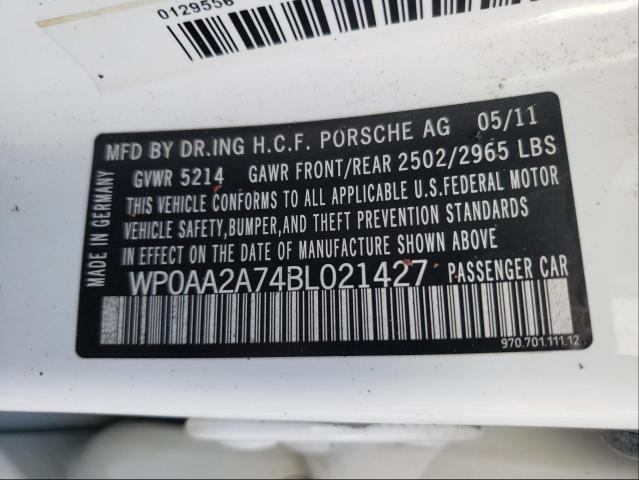 0129556
MFD BY DR.ING H.C.F. PORSCHE AG 05/11
GVWR 5214 GAWR FRONT/REAR 2502/2965 LBS
THIS VEHICLE CONFORMS TO ALL APPLICABLE U.S.FEDERAL MOTOR
VEHICLE SAFETY,BUMPER,AND THEFT PREVENTION STANDARDS
IN EFFECT ON THE DATE OF MANUFACTURE SHOWN ABOVE
WP0AA2A74BL021427 PASSENGER CAR
MADE IN GERMANY
970.701.111.12